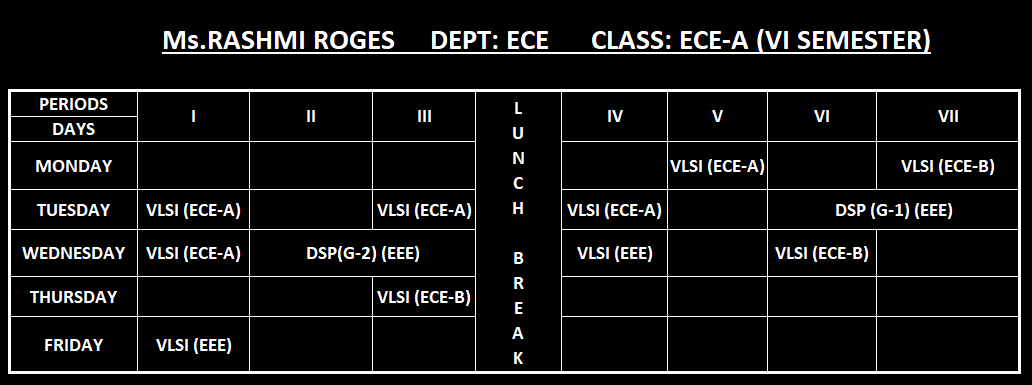 Ms.RASHMI ROGES DEPT: ECE CLASS: ECE-A (VI SEMESTER)
PERIODS
DAYS
I II III IV V VI VII
LUNCH BREAK
MONDAY VLSI (ECE-A) VLSI (ECE-B)
TUESDAY VLSI (ECE-A) VLSI (ECE-A) VLSI (ECE-A) DSP (G-1) (EEE)
WEDNESDAY VLSI (ECE-A) DSP(G-2) (EEE) VLSI (EEE) VLSI (ECE-B)
THURSDAY VLSI (ECE-B)
FRIDAY VLSI (EEE)